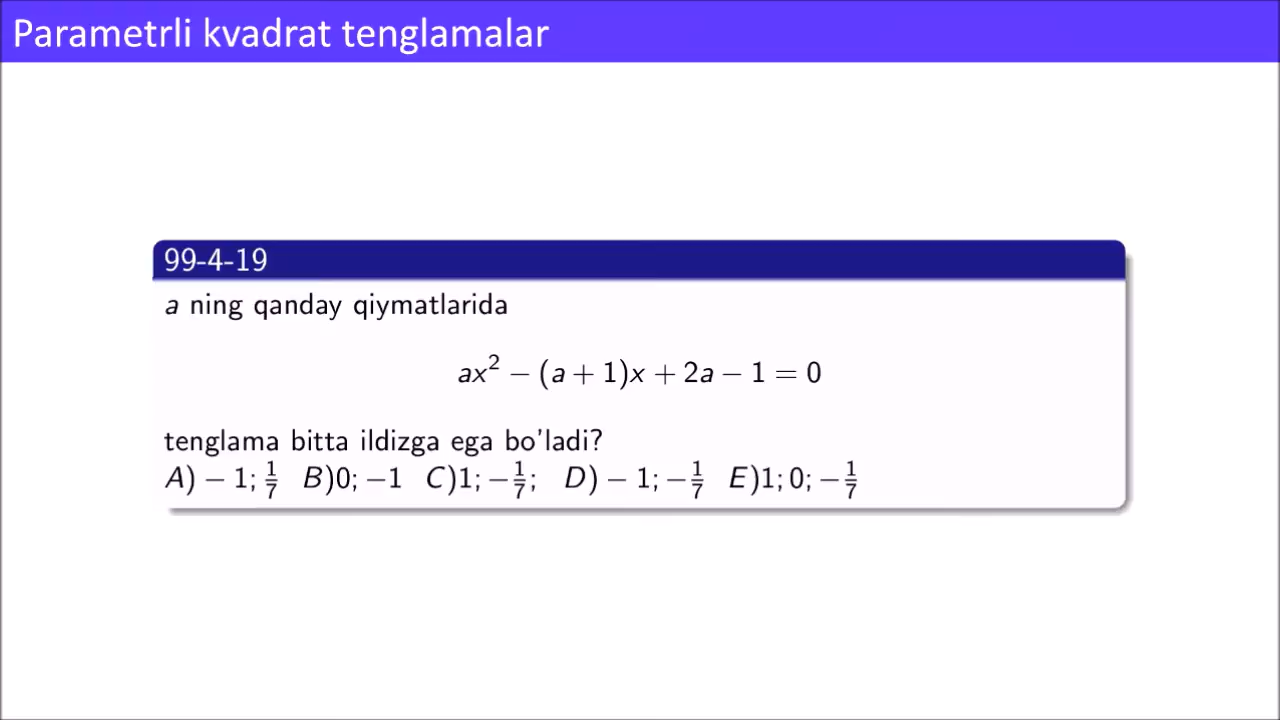 Parametrli kvadrat tenglamalar
99-4-19
a ning qanday qiymatlarida
ax² − (a + 1)x + 2a − 1 = 0
tenglama bitta ildizga ega bo'ladi?
A) − 1; 1/7 B)0; −1 C)1; −1/7; D) − 1; −1/7 E)1; 0; −1/7